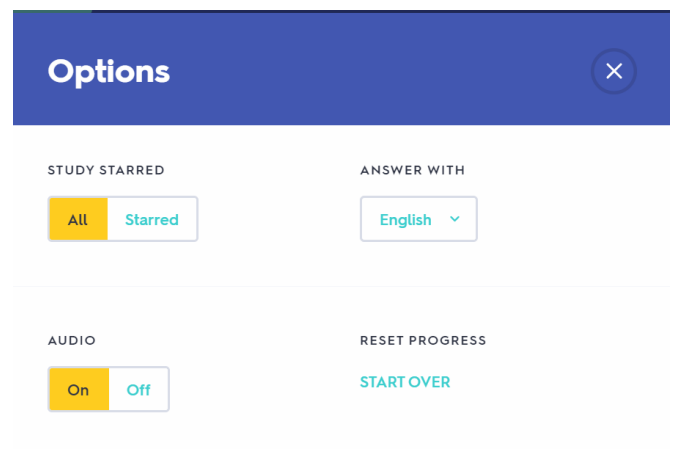 Options
STUDY STARRED
All Starred
ANSWER WITH
English
AUDIO
On Off
RESET PROGRESS
START OVER